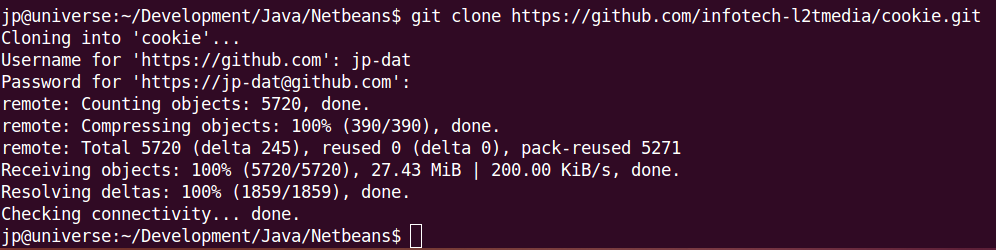 jp@universe:~/Development/Java/Netbeans$ git clone https://github.com/infotech-l2tmedia/cookie.git
Cloning into 'cookie'...
Username for 'https://github.com': jp-dat
Password for 'https://jp-dat@github.com':
remote: Counting objects: 5720, done.
remote: Compressing objects: 100% (390/390), done.
remote: Total 5720 (delta 245), reused 0 (delta 0), pack-reused 5271
Receiving objects: 100% (5720/5720), 27.43 MiB | 200.00 KiB/s, done.
Resolving deltas: 100% (1859/1859), done.
Checking connectivity... done.
jp@universe:~/Development/Java/Netbeans$